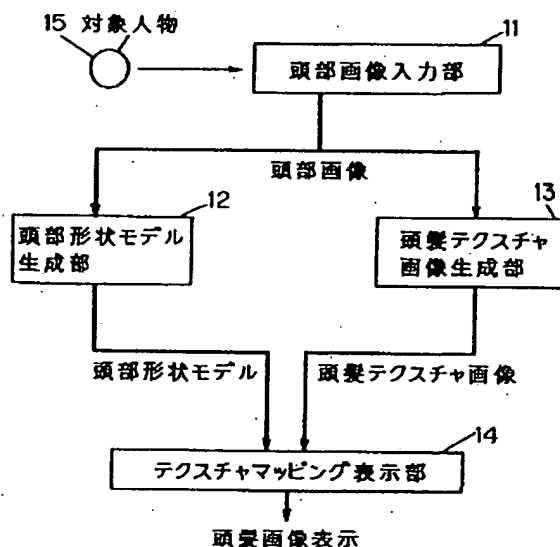 15 対象人物
11
頭部画像入力部
頭部画像
12
13
頭部形状モデル
生成部
頭髪テクスチャ
画像生成部
頭部形状モデル
頭髪テクスチャ画像
14
テクスチャマッピング表示部
頭髪画像表示